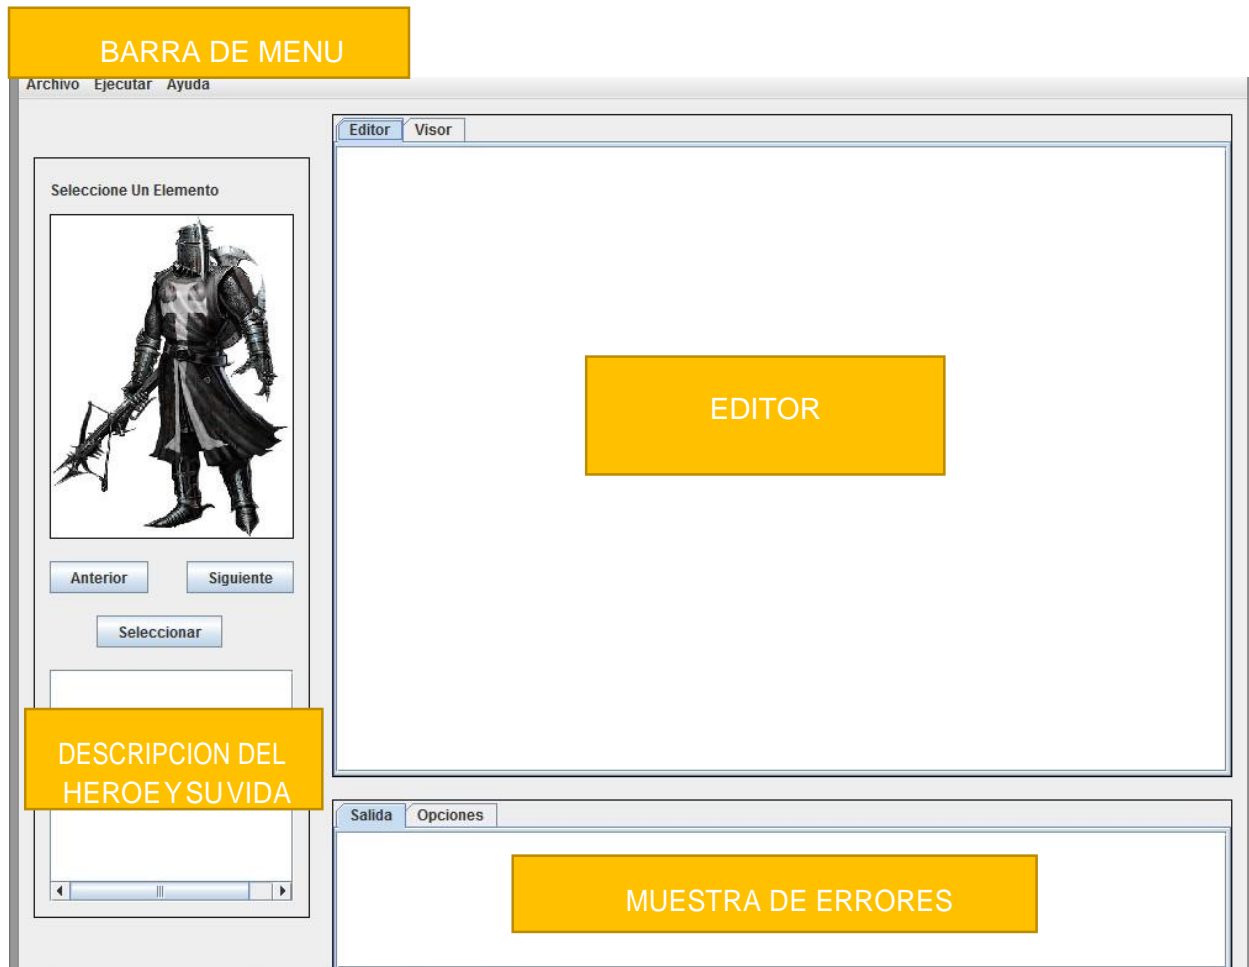 BARRA DE MENU
Archivo Ejecutar Ayuda
Editor Visor
Seleccione Un Elemento
EDITOR
Anterior Siguiente
Seleccionar
DESCRIPCION DEL
HEROE Y SU VIDA
Salida Opciones
MUESTRA DE ERRORES